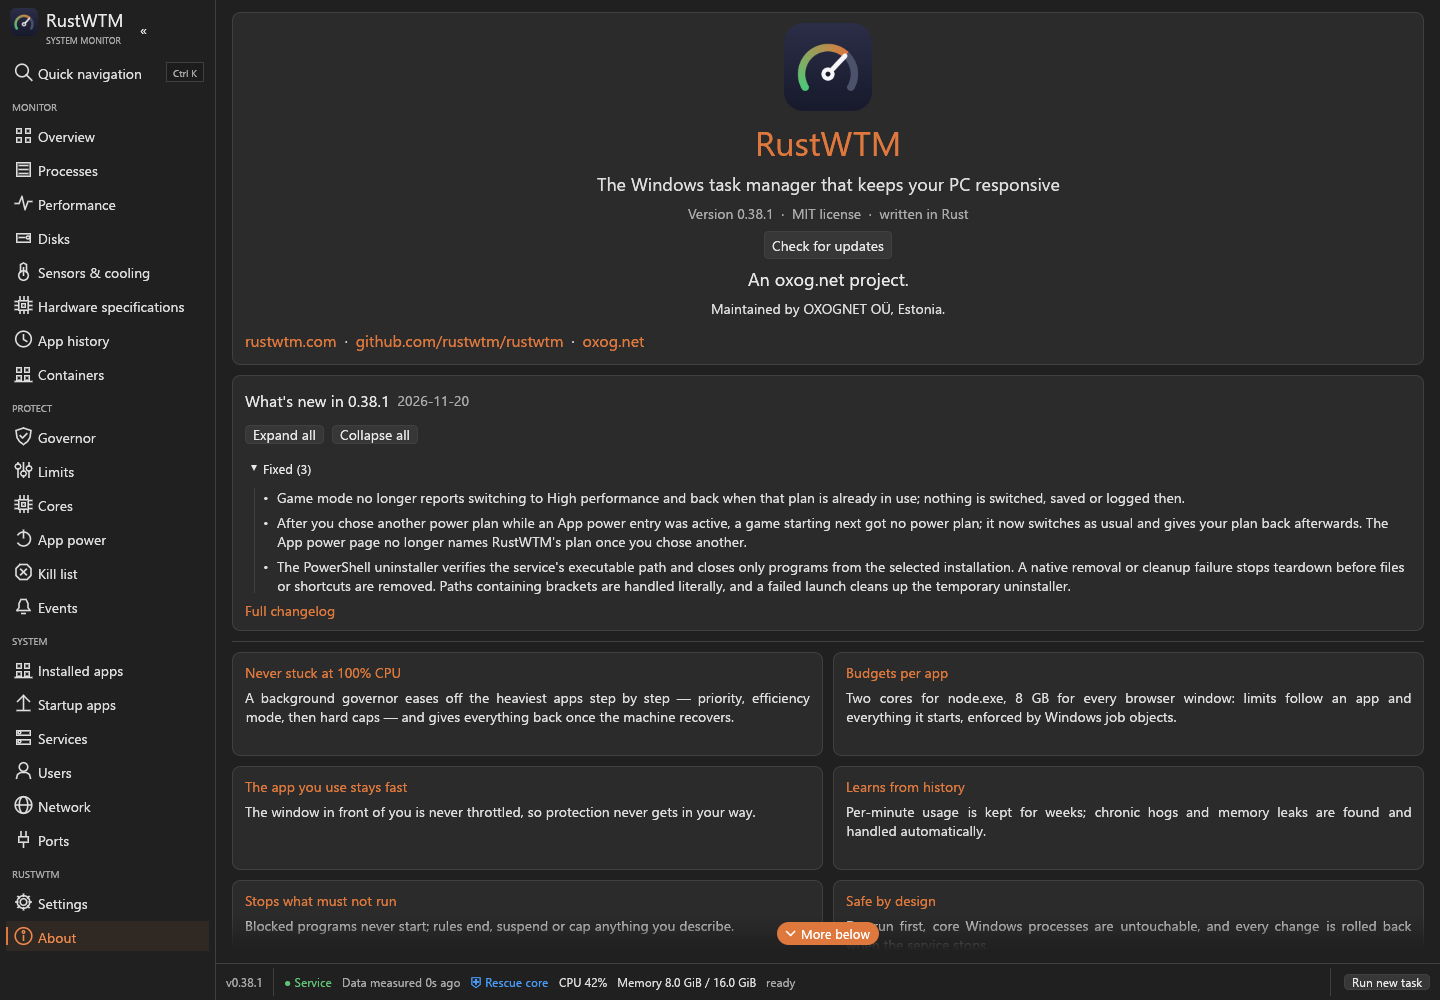 RustWTM
SYSTEM MONITOR
«
Quick navigation
Ctrl K
MONITOR
Overview
Processes
Performance
Disks
Sensors & cooling
Hardware specifications
App history
Containers
PROTECT
Governor
Limits
Cores
App power
Kill list
Events
SYSTEM
Installed apps
Startup apps
Services
Users
Network
Ports
RUSTWTM
Settings
About
RustWTM
The Windows task manager that keeps your PC responsive
Version 0.38.1 · MIT license · written in Rust
Check for updates
An oxog.net project.
Maintained by OXOGNET OÜ, Estonia.
rustwtm.com · github.com/rustwtm/rustwtm · oxog.net
What's new in 0.38.1 2026-11-20
Expand all Collapse all
Fixed (3)
• Game mode no longer reports switching to High performance and back when that plan is already in use; nothing is switched, saved or logged then.
• After you chose another power plan while an App power entry was active, a game starting next got no power plan; it now switches as usual and gives your plan back afterwards. The
App power page no longer names RustWTM's plan once you chose another.
• The PowerShell uninstaller verifies the service's executable path and closes only programs from the selected installation. A native removal or cleanup failure stops teardown before files
or shortcuts are removed. Paths containing brackets are handled literally, and a failed launch cleans up the temporary uninstaller.
Full changelog
Never stuck at 100% CPU
A background governor eases off the heaviest apps step by step — priority, efficiency
mode, then hard caps — and gives everything back once the machine recovers.
Budgets per app
Two cores for node.exe, 8 GB for every browser window: limits follow an app and
everything it starts, enforced by Windows job objects.
The app you use stays fast
The window in front of you is never throttled, so protection never gets in your way.
Learns from history
Per-minute usage is kept for weeks; chronic hogs and memory leaks are found and
handled automatically.
Stops what must not run
Blocked programs never start; rules end, suspend or cap anything you describe.
Safe by design
run first, core Windows processes are untouchable, and every change is rolled back
when the service stops.
More below
v0.38.1
Service
Data measured 0s ago
Rescue core
CPU 42%
Memory 8.0 GiB / 16.0 GiB
ready
Run new task